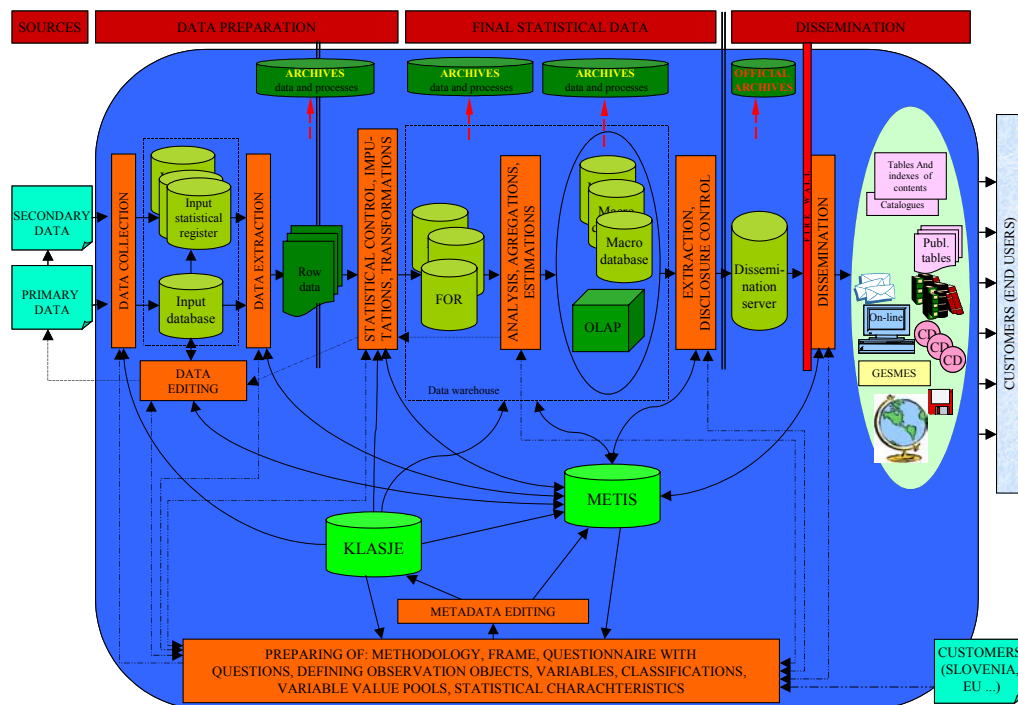 SOURCES
DATA PREPARATION
FINAL STATISTICAL DATA
DISSEMINATION
ARCHIVES
data and processes
ARCHIVES
data and processes
ARCHIVES
data and processes
OFFICIAL
ARCHIVES
SECONDARY
DATA
PRIMARY
DATA
DATA COLLECTION
Input
statistical
register
Input
database
DATA EXTRACTION
Row
data
STATISTICAL CONTROL, IMPU-
TATIONS, TRANSFORMATIONS
FOR
ANALYSIS, AGREGATIONS,
ESTIMATIONS
Macro
database
OLAP
Data warehouse
EXTRACTION,
DISCLOSURE CONTROL
Dissemi-
nation
server
FIRE WALL
DISSEMINATION
Tables And
indexes of
contents
Catalogues
Publ.
tables
On-line
CD
CD
CD
GESMES
CUSTOMERS (END USERS)
DATA
EDITING
METIS
KLASJE
METADATA EDITING
PREPARING OF: METHODOLOGY, FRAME, QUESTIONNAIRE WITH
QUESTIONS, DEFINING OBSERVATION OBJECTS, VARIABLES, CLASSIFICATIONS,
VARIABLE VALUE POOLS, STATISTICAL CHARACHTERISTICS
CUSTOMERS
(SLOVENIA,
EU ...)